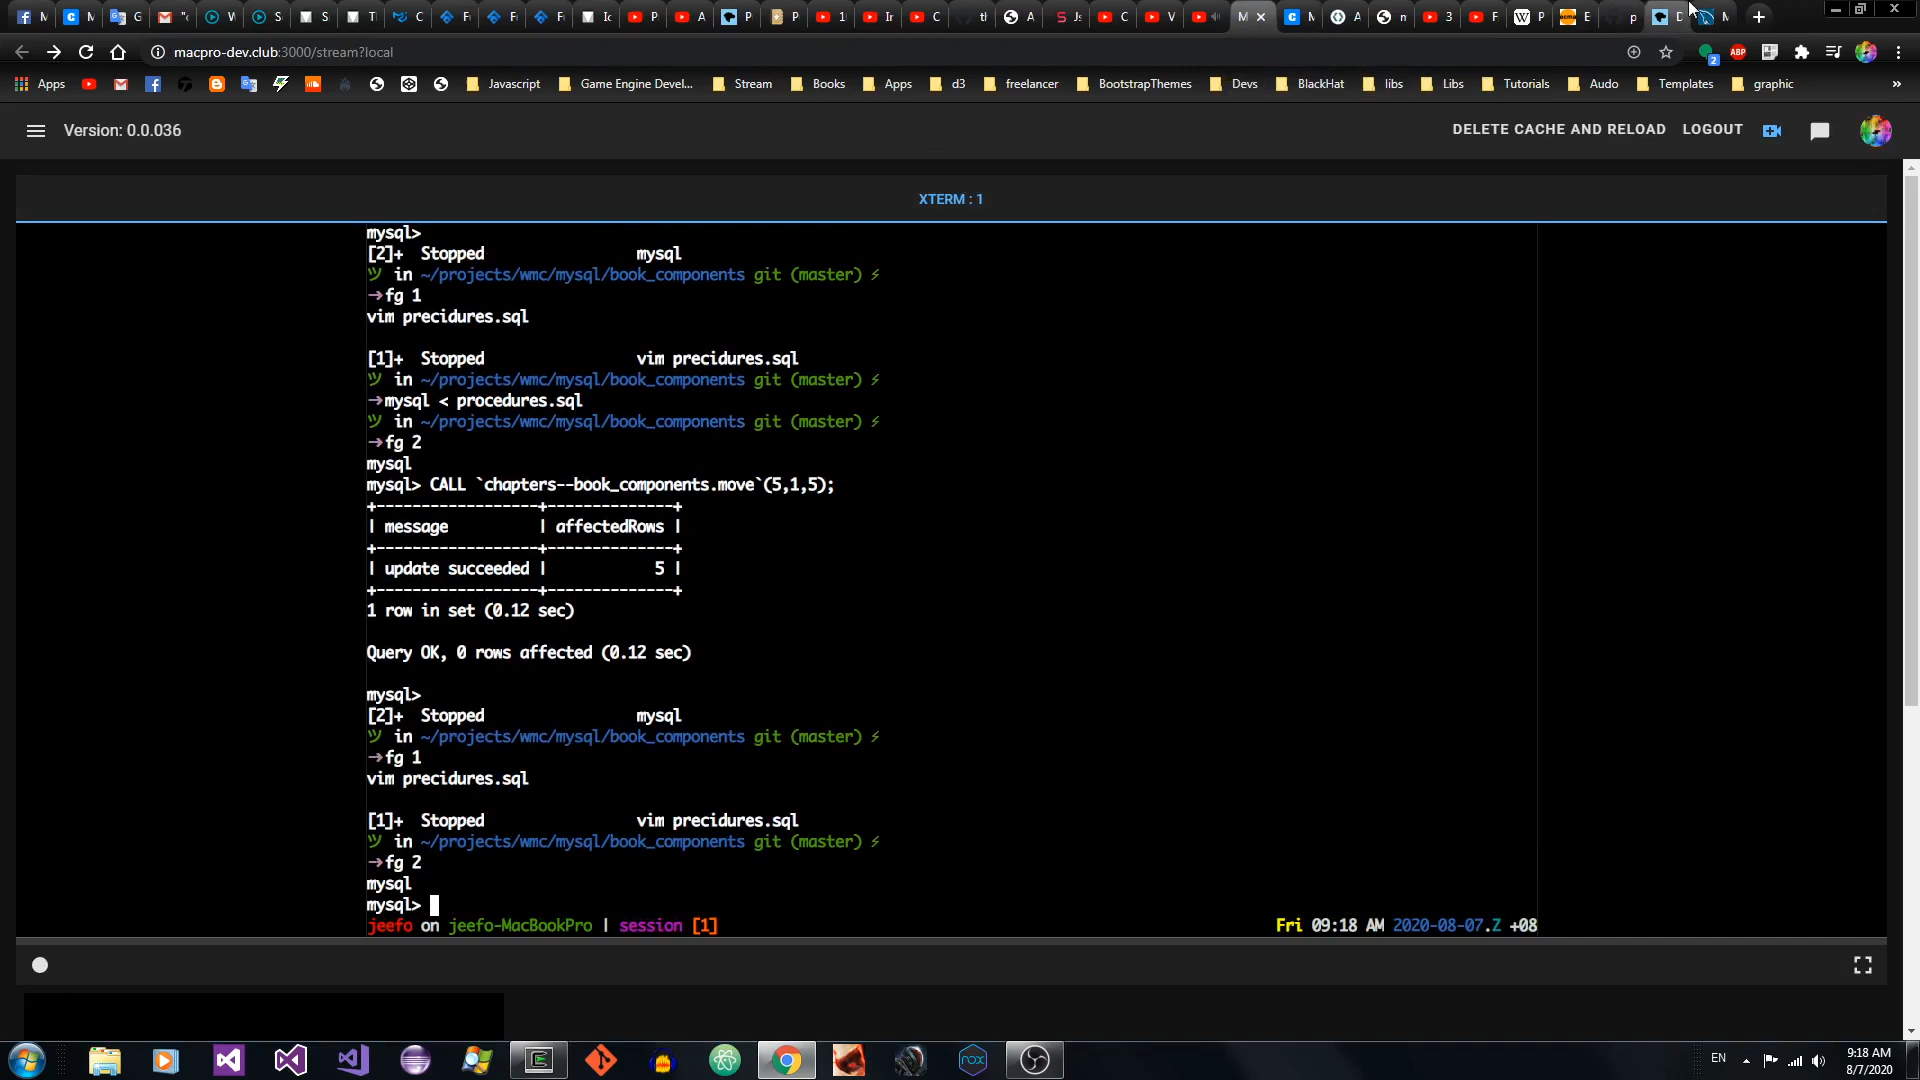 macpro-dev.club:3000/stream?local
2
ABP
Apps
Javascript
Game Engine Devel...
Stream
Books
Apps
d3
freelancer
BootstrapThemes
Devs
BlackHat
libs
Libs
Tutorials
Audo
Templates
graphic
»
Version: 0.0.036
DELETE CACHE AND RELOAD
LOGOUT
XTERM : 1
mysql>
[2]+ Stopped mysql
ツ in ~/projects/wmc/mysql/book_components git (master) ⚡
→fg 1
vim precidures.sql
[1]+ Stopped vim precidures.sql
ツ in ~/projects/wmc/mysql/book_components git (master) ⚡
→mysql < procedures.sql
ツ in ~/projects/wmc/mysql/book_components git (master) ⚡
→fg 2
mysql
mysql> CALL `chapters--book_components.move`(5,1,5);
+------------------+--------------+
| message | affectedRows |
+------------------+--------------+
| update succeeded | 5 |
+------------------+--------------+
1 row in set (0.12 sec)
Query OK, 0 rows affected (0.12 sec)
mysql>
[2]+ Stopped mysql
ツ in ~/projects/wmc/mysql/book_components git (master) ⚡
→fg 1
vim precidures.sql
[1]+ Stopped vim precidures.sql
ツ in ~/projects/wmc/mysql/book_components git (master) ⚡
→fg 2
mysql
mysql>
jeefo on jeefo-MacBookPro | session [1]
Fri 09:18 AM 2020-08-07.Z +08
nox
EN
9:18 AM
8/7/2020